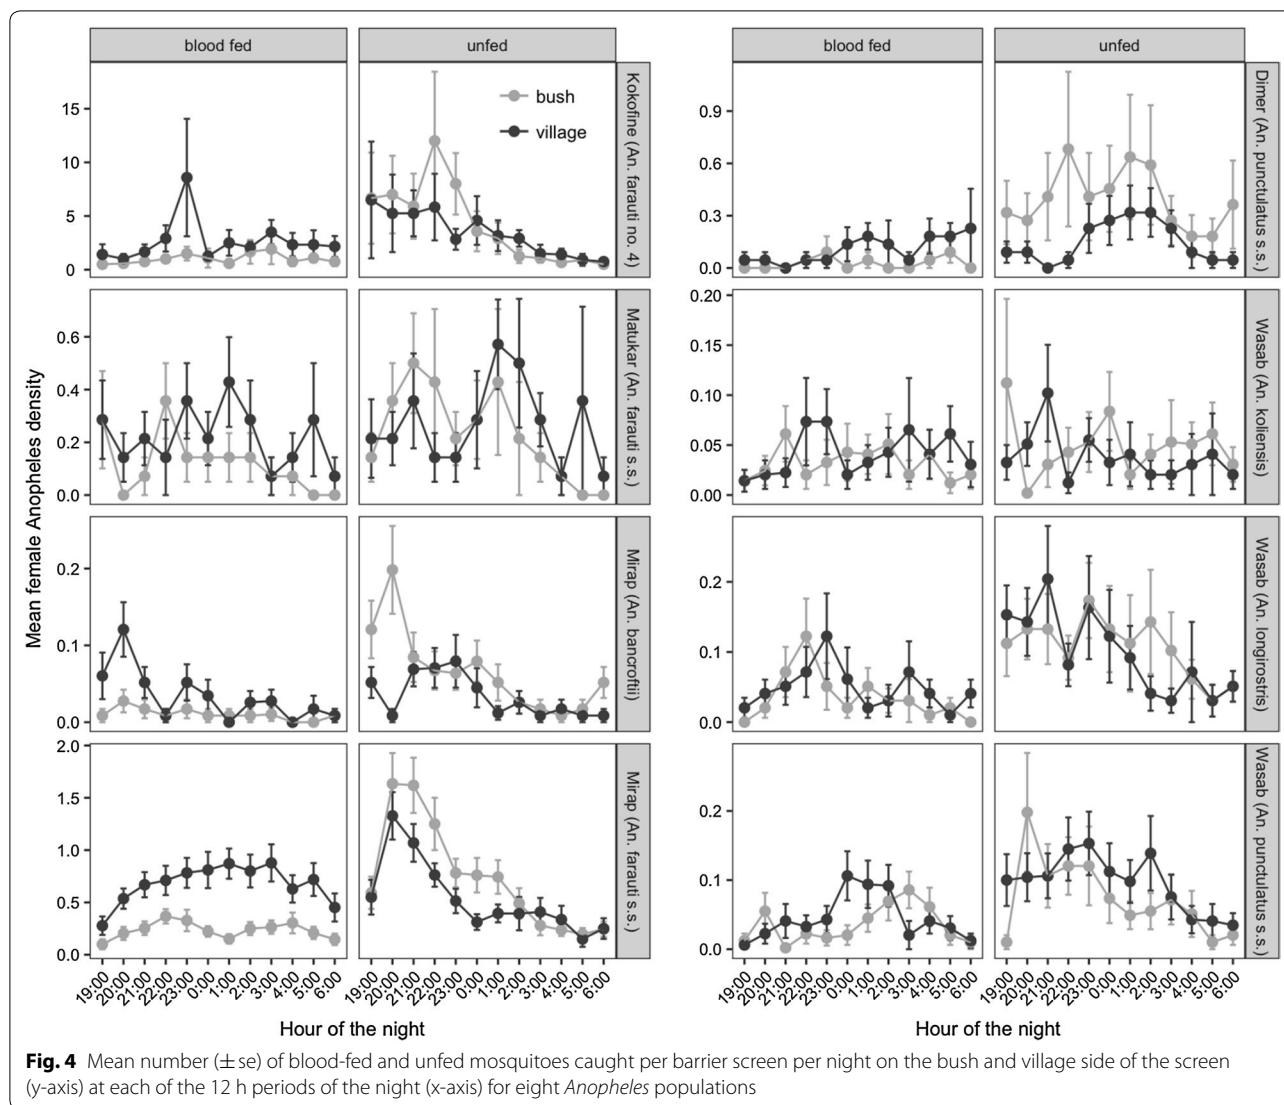 blood fed
unfed
blood fed
unfed
Mean female Anopheles density
15
10
5
0
bush
village
Kokofine (An. farauti no. 4)
0.9
0.6
0.3
0.0
Dimer (An. punctulatus s.s.)
0.6
0.4
0.2
0.0
Matukar (An. farauti s.s.)
0.20
0.15
0.10
0.05
0.00
Wasab (An. koliensis)
0.2
0.1
0.0
Mirap (An. bancroftii)
0.2
0.1
0.0
Wasab (An. longirostris)
2.0
1.5
1.0
0.5
0.0
Mirap (An. farauti s.s.)
0.2
0.1
0.0
Wasab (An. punctulatus s.s.)
19:00 20:00 21:00 22:00 23:00 0:00 1:00 2:00 3:00 4:00 5:00 6:00
19:00 20:00 21:00 22:00 23:00 0:00 1:00 2:00 3:00 4:00 5:00 6:00
19:00 20:00 21:00 22:00 23:00 0:00 1:00 2:00 3:00 4:00 5:00 6:00
19:00 20:00 21:00 22:00 23:00 0:00 1:00 2:00 3:00 4:00 5:00 6:00
Hour of the night
Hour of the night
Fig. 4 Mean number (±se) of blood-fed and unfed mosquitoes caught per barrier screen per night on the bush and village side of the screen
(y-axis) at each of the 12 h periods of the night (x-axis) for eight Anopheles populations